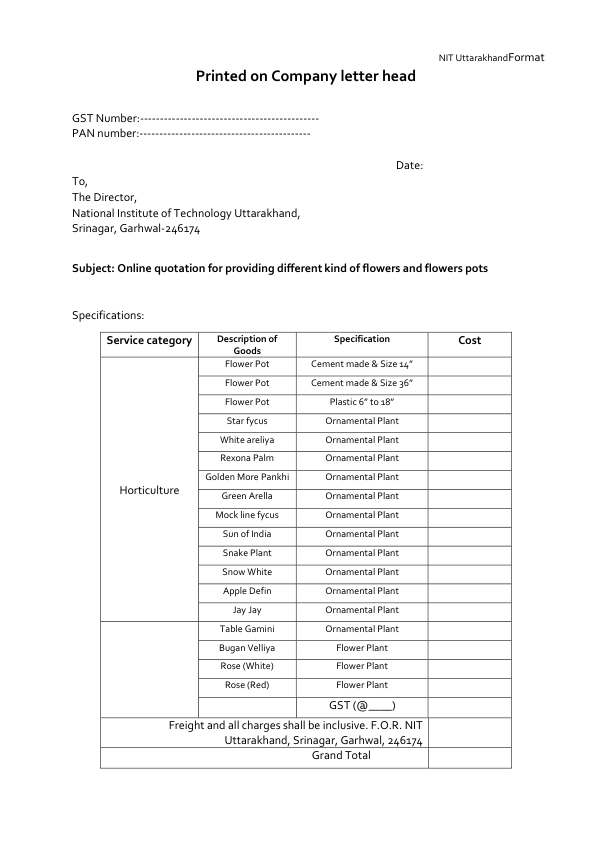 NIT UttarakhandFormat
Printed on Company letter head
GST Number:---------------------------------------------
PAN number:-------------------------------------------
Date:
To,
The Director,
National Institute of Technology Uttarakhand,
Srinagar, Garhwal-246174
Subject: Online quotation for providing different kind of flowers and flowers pots
Specifications:
Service category Description of Goods Specification Cost
Flower Pot Cement made & Size 14”
Flower Pot Cement made & Size 36”
Flower Pot Plastic 6” to 18”
Star fycus Ornamental Plant
White areliya Ornamental Plant
Rexona Palm Ornamental Plant
Golden More Pankhi Ornamental Plant
Horticulture
Green Arella Ornamental Plant
Mock line fycus Ornamental Plant
Sun of India Ornamental Plant
Snake Plant Ornamental Plant
Snow White Ornamental Plant
Apple Defin Ornamental Plant
Jay Jay Ornamental Plant
Table Gamini Ornamental Plant
Bugan Velliya Flower Plant
Rose (White) Flower Plant
Rose (Red) Flower Plant
GST (@____)
Freight and all charges shall be inclusive. F.O.R. NIT
Uttarakhand, Srinagar, Garhwal, 246174
Grand Total